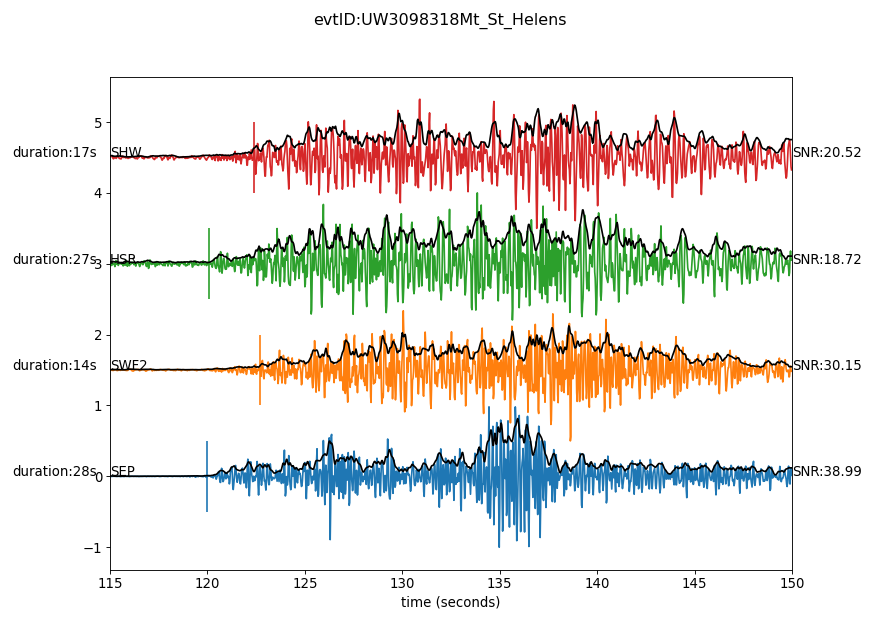 evtID:UW3098318Mt_St_Helens
5
duration:17s SHW SNR:20.52
4
duration:27s 3 HSR SNR:18.72
2
duration:14s SWF2 SNR:30.15
1
duration:28s 0 SEP SNR:38.99
−1
115 120 125 130 135 140 145 150
time (seconds)